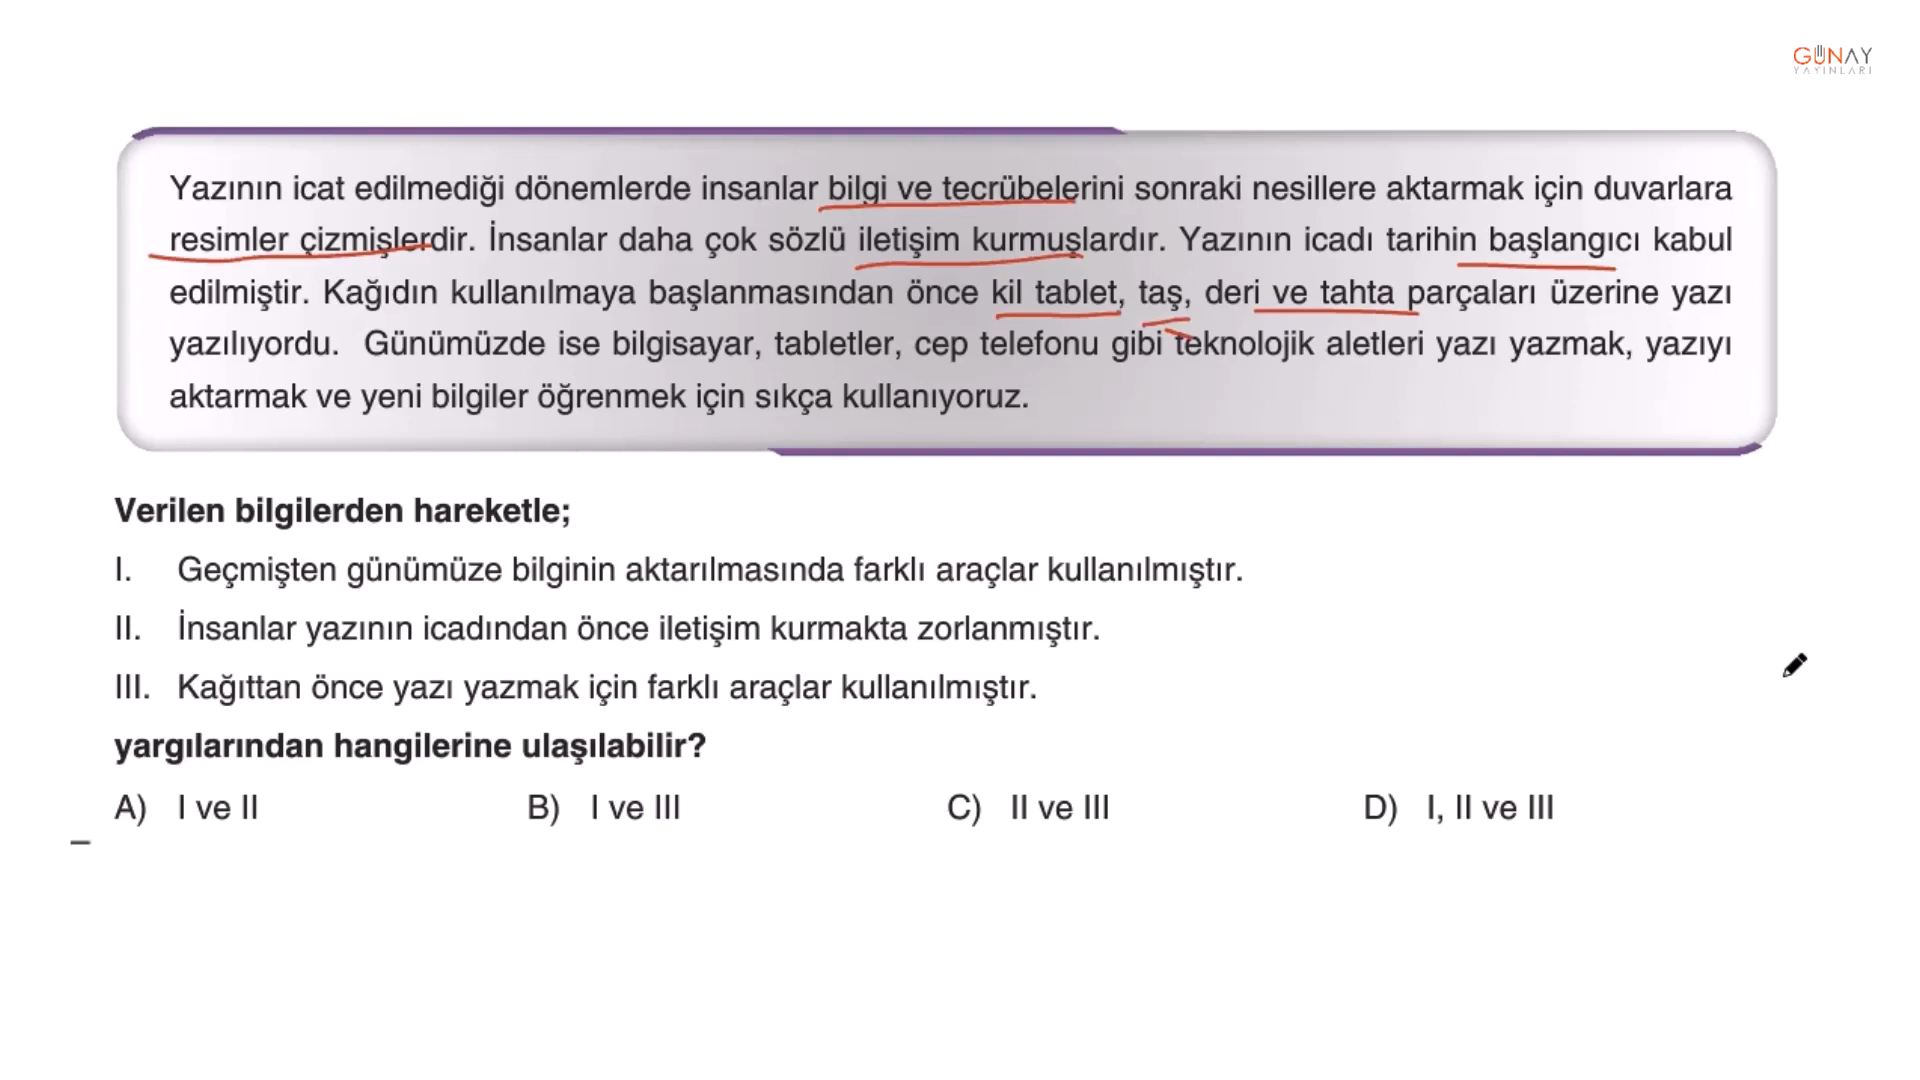 GÜNAY
YAYINLARI
Yazının icat edilmediği dönemlerde insanlar bilgi ve tecrübelerini sonraki nesillere aktarmak için duvarlara
resimler çizmişlerdir. İnsanlar daha çok sözlü iletişim kurmuşlardır. Yazının icadı tarihin başlangıcı kabul
edilmiştir. Kağıdın kullanılmaya başlanmasından önce kil tablet, taş, deri ve tahta parçaları üzerine yazı
yazılıyordu. Günümüzde ise bilgisayar, tabletler, cep telefonu gibi teknolojik aletleri yazı yazmak, yazıyı
aktarmak ve yeni bilgiler öğrenmek için sıkça kullanıyoruz.
Verilen bilgilerden hareketle;
I. Geçmişten günümüze bilginin aktarılmasında farklı araçlar kullanılmıştır.
II. İnsanlar yazının icadından önce iletişim kurmakta zorlanmıştır.
III. Kağıttan önce yazı yazmak için farklı araçlar kullanılmıştır.
yargılarından hangilerine ulaşılabilir?
A) I ve II B) I ve III C) II ve III D) I, II ve III